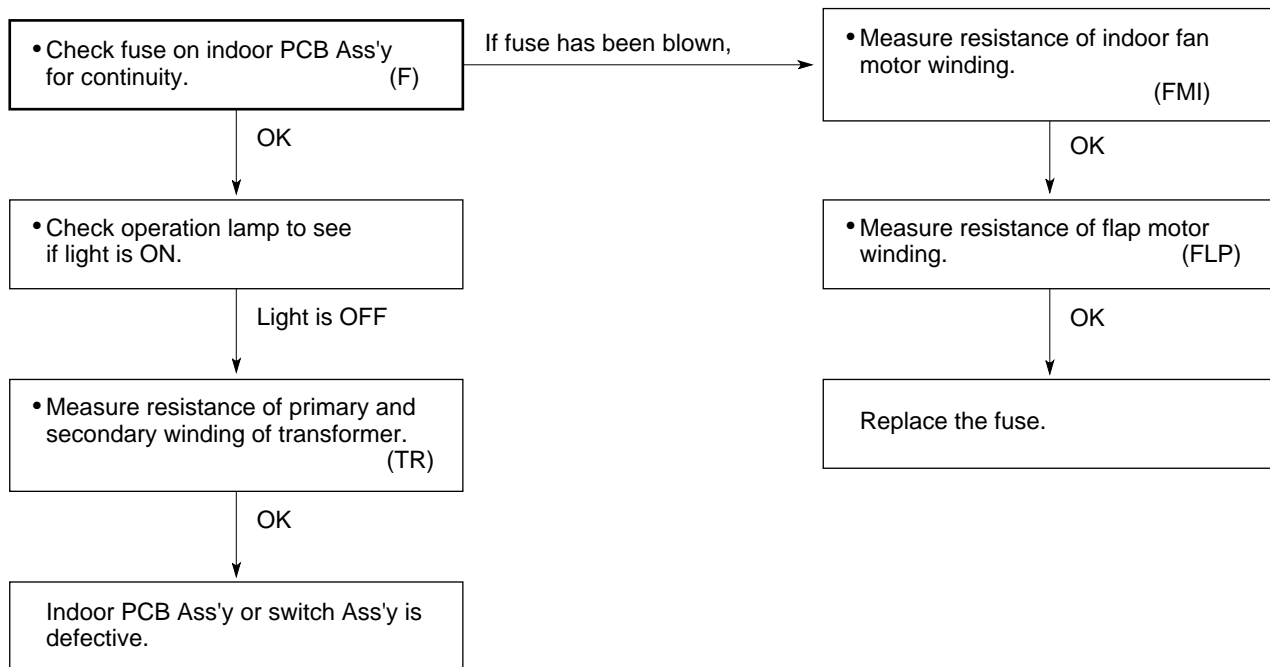 • Check fuse on indoor PCB Ass'y
for continuity. (F)
If fuse has been blown,
• Measure resistance of indoor fan
motor winding.
(FMI)
OK
OK
• Check operation lamp to see
if light is ON.
• Measure resistance of flap motor
winding. (FLP)
Light is OFF
OK
• Measure resistance of primary and
secondary winding of transformer.
(TR)
Replace the fuse.
OK
Indoor PCB Ass'y or switch Ass'y is
defective.